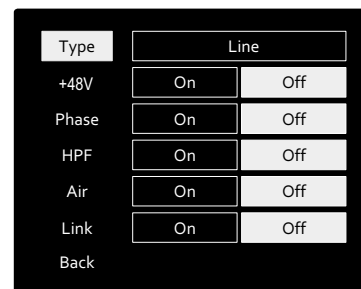 Type Line
+48V On Off
Phase On Off
HPF On Off
Air On Off
Link On Off
Back